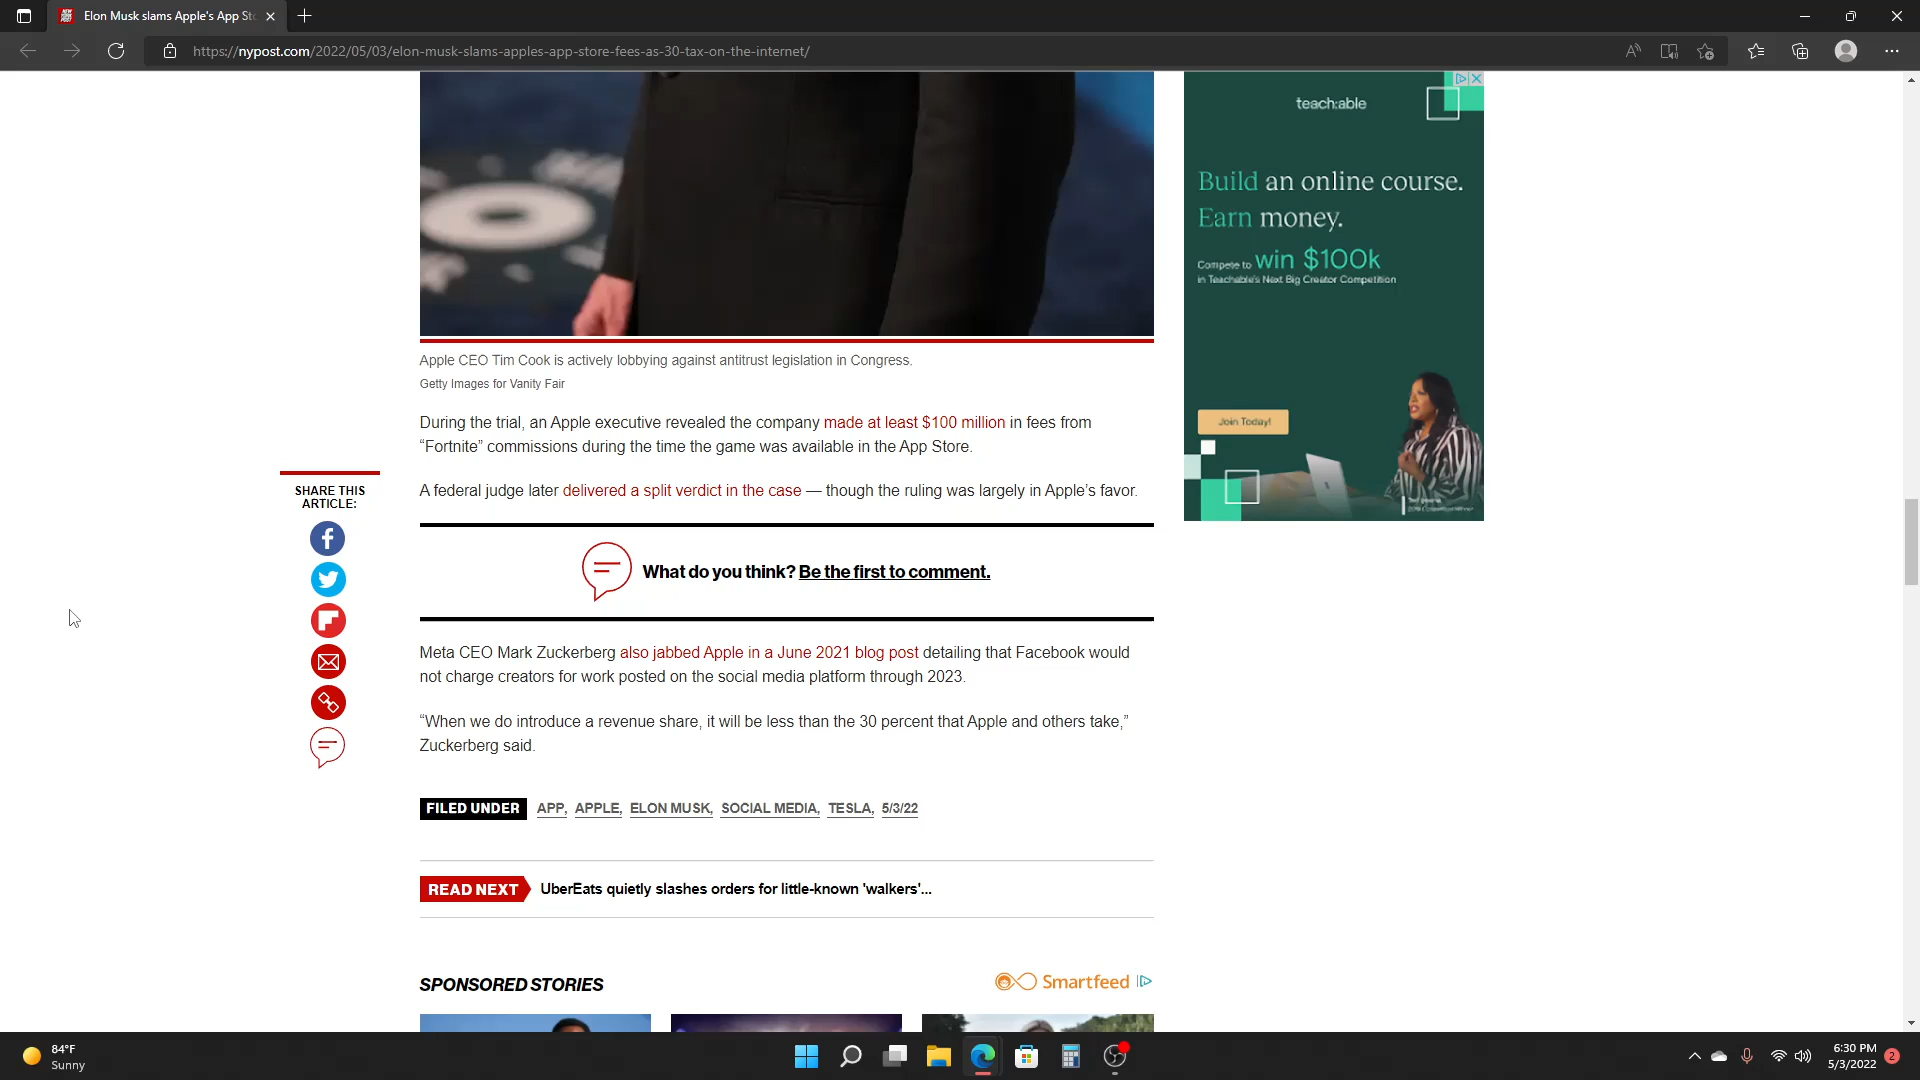 Elon Musk slams Apple's App Sto
https://nypost.com/2022/05/03/elon-musk-slams-apples-app-store-fees-as-30-tax-on-the-internet/
teach:able
Build an online course.
Earn money.
Compete to win $100k
in Teachable's Next Big Creator Competition
Join Today!
Apple CEO Tim Cook is actively lobbying against antitrust legislation in Congress.
Getty Images for Vanity Fair
During the trial, an Apple executive revealed the company made at least $100 million in fees from
“Fortnite” commissions during the time the game was available in the App Store.
A federal judge later delivered a split verdict in the case — though the ruling was largely in Apple’s favor.
SHARE THIS
ARTICLE:
What do you think? Be the first to comment.
Meta CEO Mark Zuckerberg also jabbed Apple in a June 2021 blog post detailing that Facebook would
not charge creators for work posted on the social media platform through 2023.
“When we do introduce a revenue share, it will be less than the 30 percent that Apple and others take,”
Zuckerberg said.
FILED UNDER APP, APPLE, ELON MUSK, SOCIAL MEDIA, TESLA, 5/3/22
READ NEXT UberEats quietly slashes orders for little-known 'walkers'...
SPONSORED STORIES
Smartfeed
84°F
Sunny
6:30 PM
5/3/2022
2